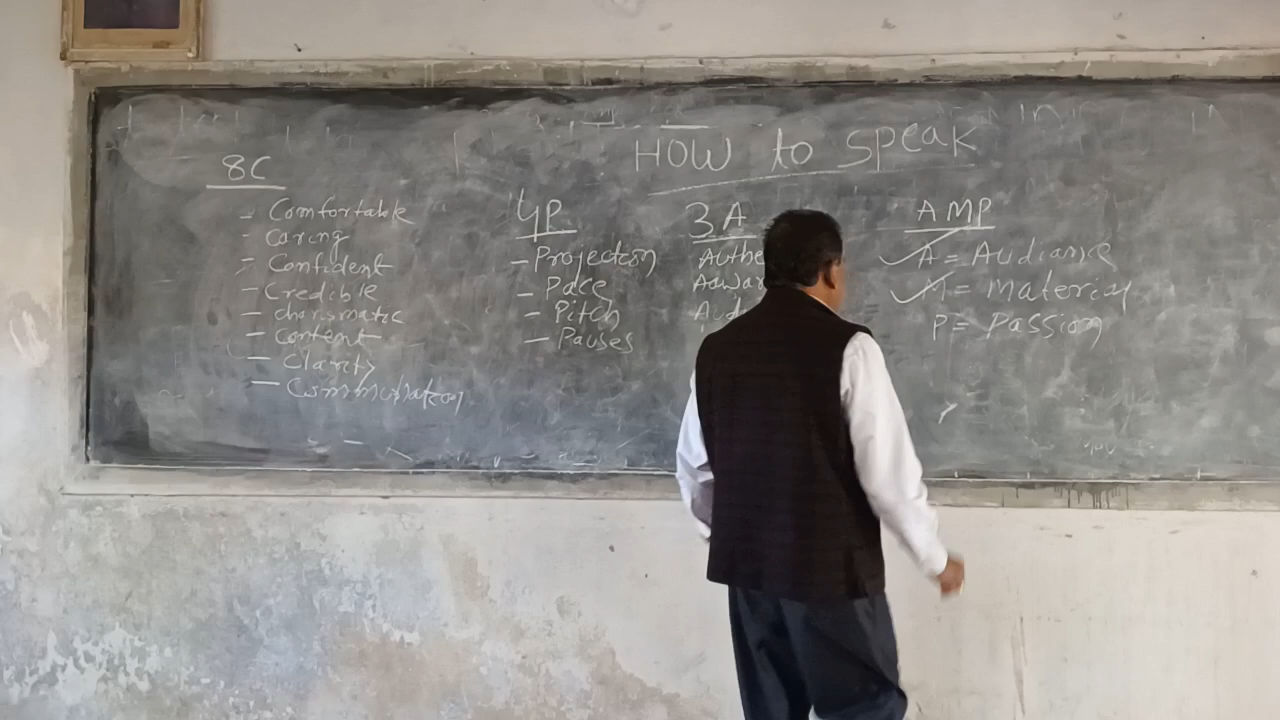 HOW to speak
8C
- Comfortable
- Caring
- Confident
- Credible
- charismatic
- Content
- Clarity
- Communication
4P
- Projection
- Pace
- Pitch
- Pauses
3A
AMP
A = Audiance
M = material
P = Passion